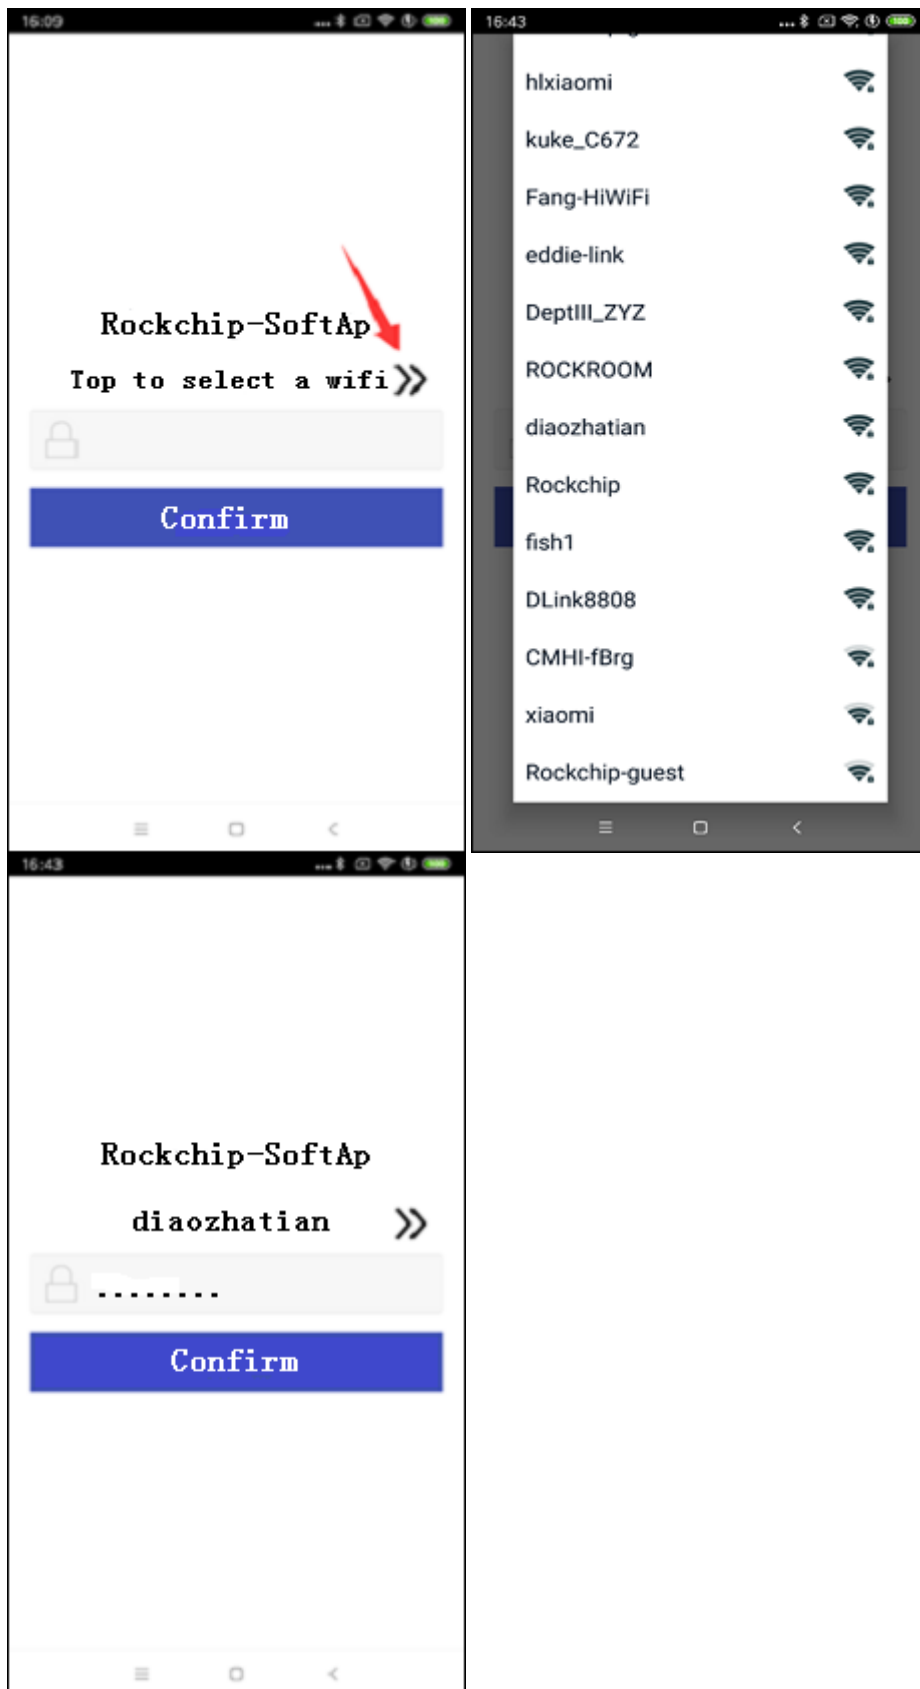 16:09
Rockchip-SoftAp
Top to select a wifi
Confirm
16:43
hlxiaomi
kuke_C672
Fang-HiWiFi
eddie-link
DeptIII_ZYZ
ROCKROOM
diaozhatian
Rockchip
fish1
DLink8808
CMHI-fBrg
xiaomi
Rockchip-guest
16:43
Rockchip-SoftAp
diaozhatian
........
Confirm